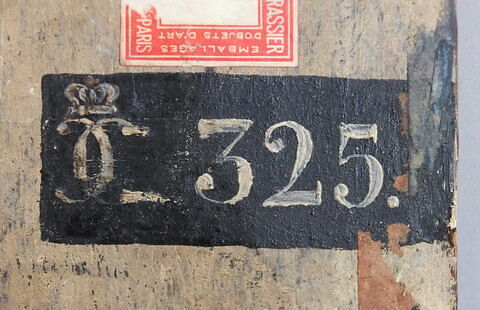 RASSIER
EMBALLAGES
D'OBJETS D'ART
PARIS
325.